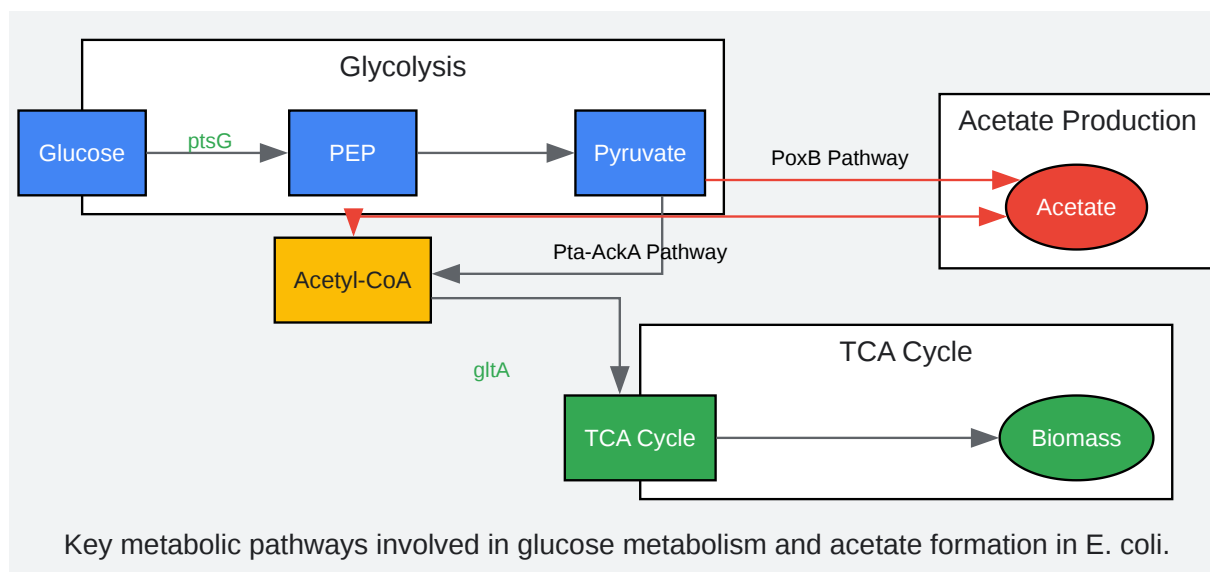 Glycolysis
Acetate Production
Glucose
ptsG
PEP
Pyruvate
PoxB Pathway
Acetate
Pta-AckA Pathway
Acetyl-CoA
TCA Cycle
gltA
TCA Cycle
Biomass
Key metabolic pathways involved in glucose metabolism and acetate formation in E. coli.